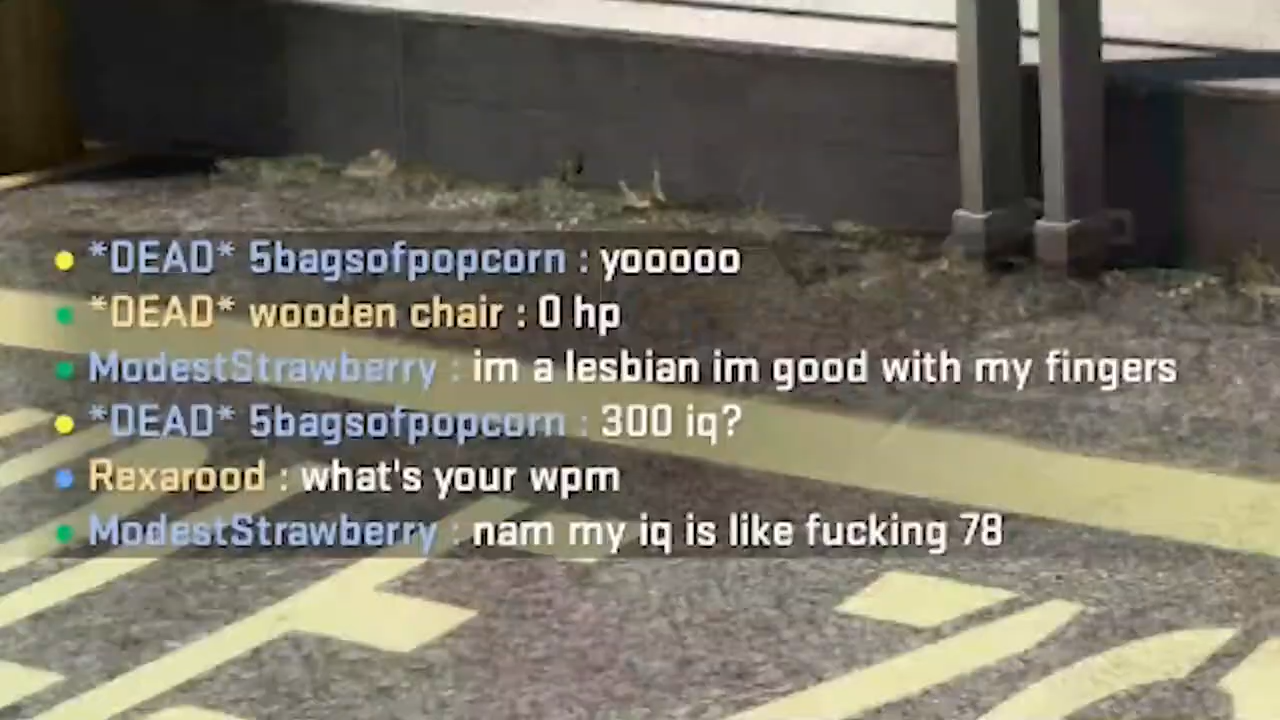 *DEAD* 5bagsofpopcorn : yooooo
*DEAD* wooden chair : 0 hp
ModestStrawberry : im a lesbian im good with my fingers
*DEAD* 5bagsofpopcorn : 300 iq?
Rexarood : what's your wpm
ModestStrawberry : nam my iq is like fucking 78